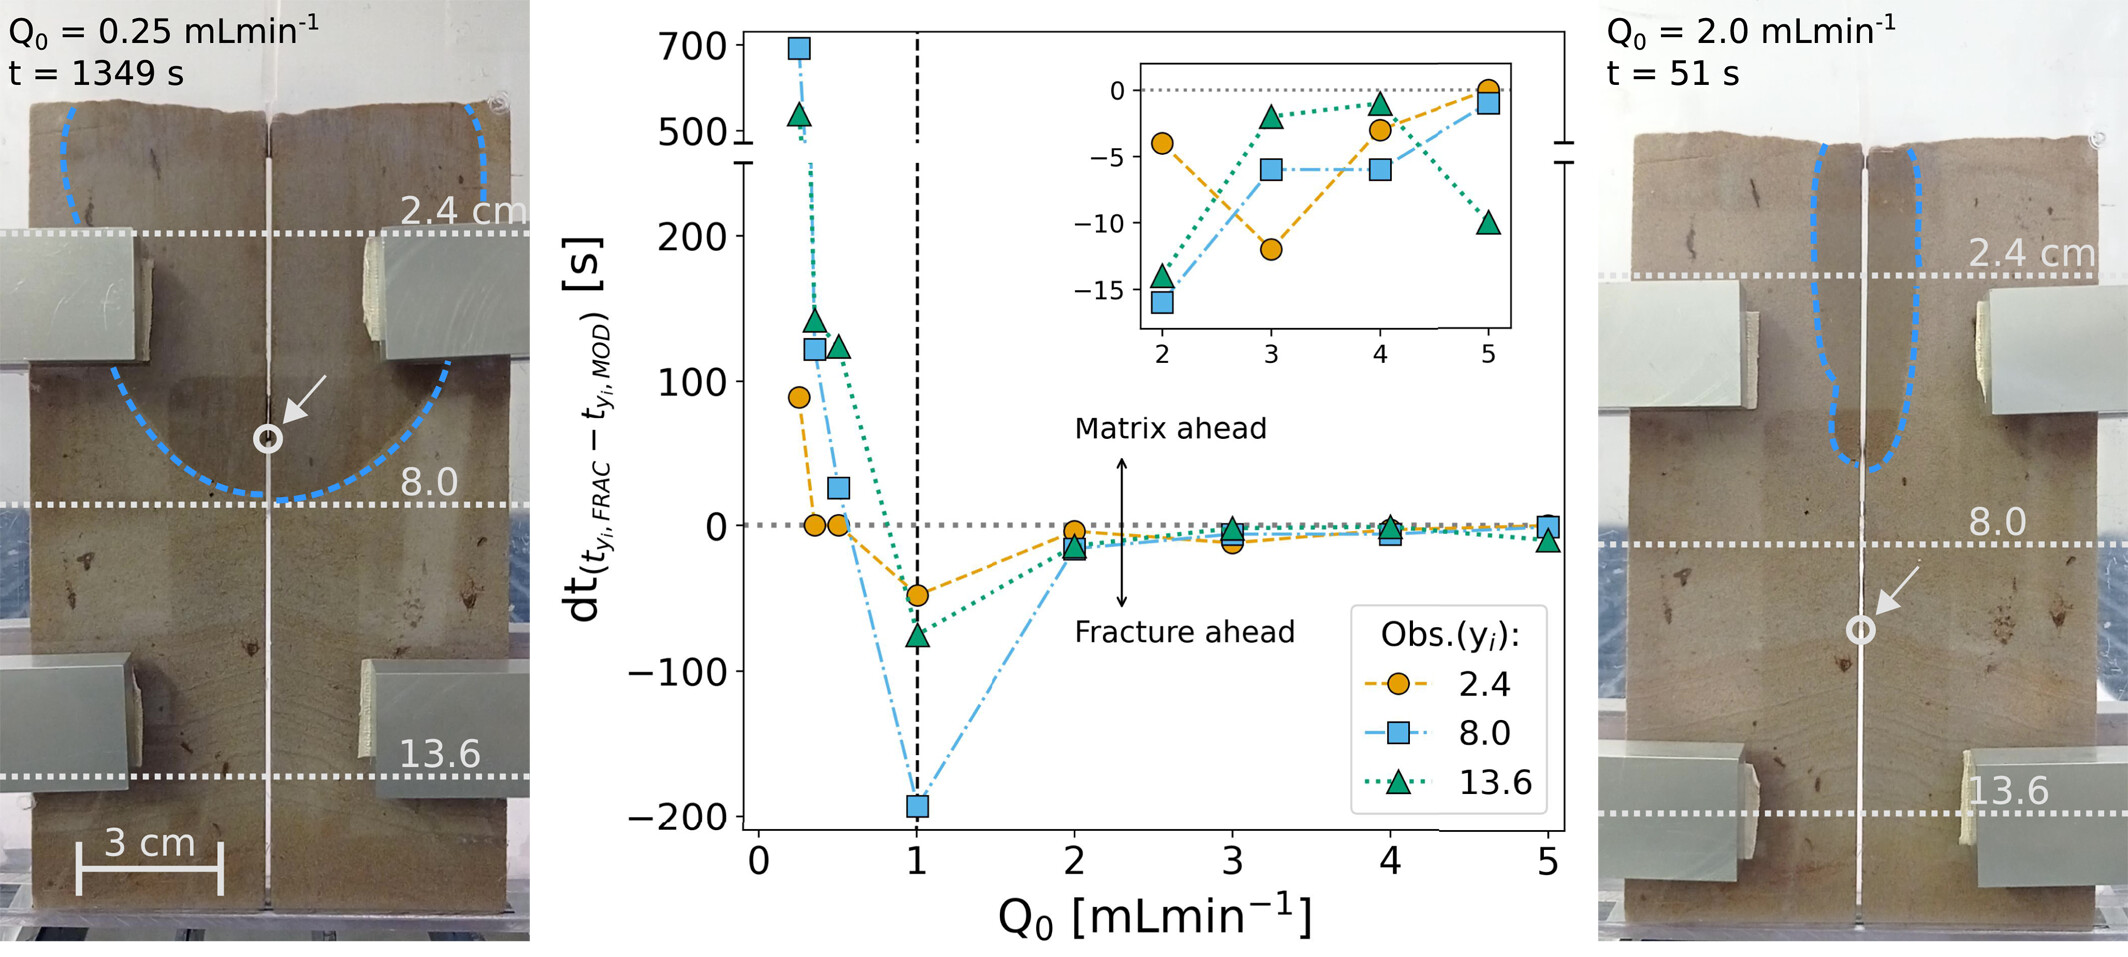 Q₀ = 0.25 mLmin⁻¹
t = 1349 s
2.4 cm
8.0
13.6
3 cm
dt(t_yᵢ,FRAC − t_yᵢ,MOD) [s]
700
500
200
100
0
−100
−200
0 1 2 3 4 5
Q₀ [mLmin⁻¹]
0
−5
−10
−15
2 3 4 5
Matrix ahead
Fracture ahead
Obs.(yᵢ):
2.4
8.0
13.6
Q₀ = 2.0 mLmin⁻¹
t = 51 s
2.4 cm
8.0
13.6